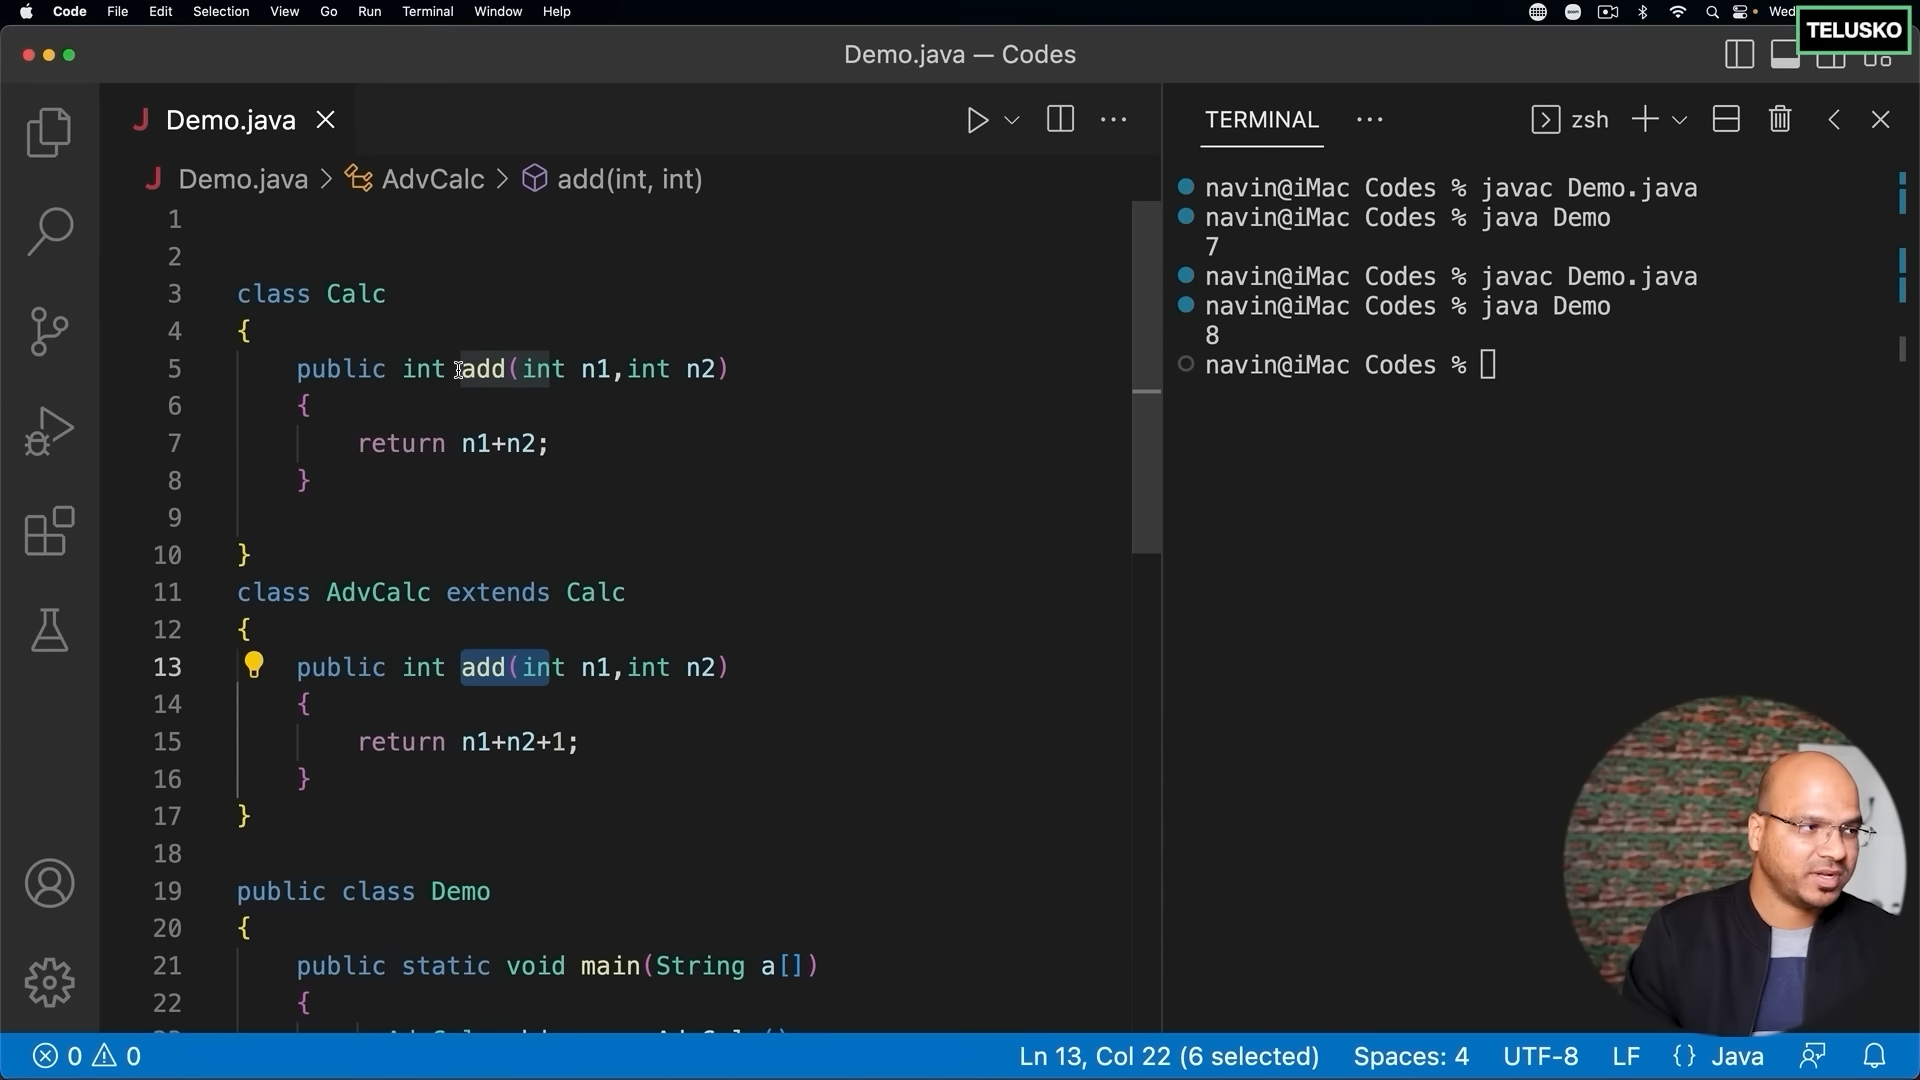 Code File Edit Selection View Go Run Terminal Window Help
Wed
TELUSKO
Demo.java — Codes
Demo.java
Demo.java > AdvCalc > add(int, int)
1
2
3 class Calc
4 {
5 public int add(int n1,int n2)
6 {
7 return n1+n2;
8 }
9
10 }
11 class AdvCalc extends Calc
12 {
13 public int add(int n1,int n2)
14 {
15 return n1+n2+1;
16 }
17 }
18
19 public class Demo
20 {
21 public static void main(String a[])
22 {
TERMINAL
zsh
navin@iMac Codes % javac Demo.java
navin@iMac Codes % java Demo
7
navin@iMac Codes % javac Demo.java
navin@iMac Codes % java Demo
8
navin@iMac Codes %
0 0
Ln 13, Col 22 (6 selected) Spaces: 4 UTF-8 LF {} Java